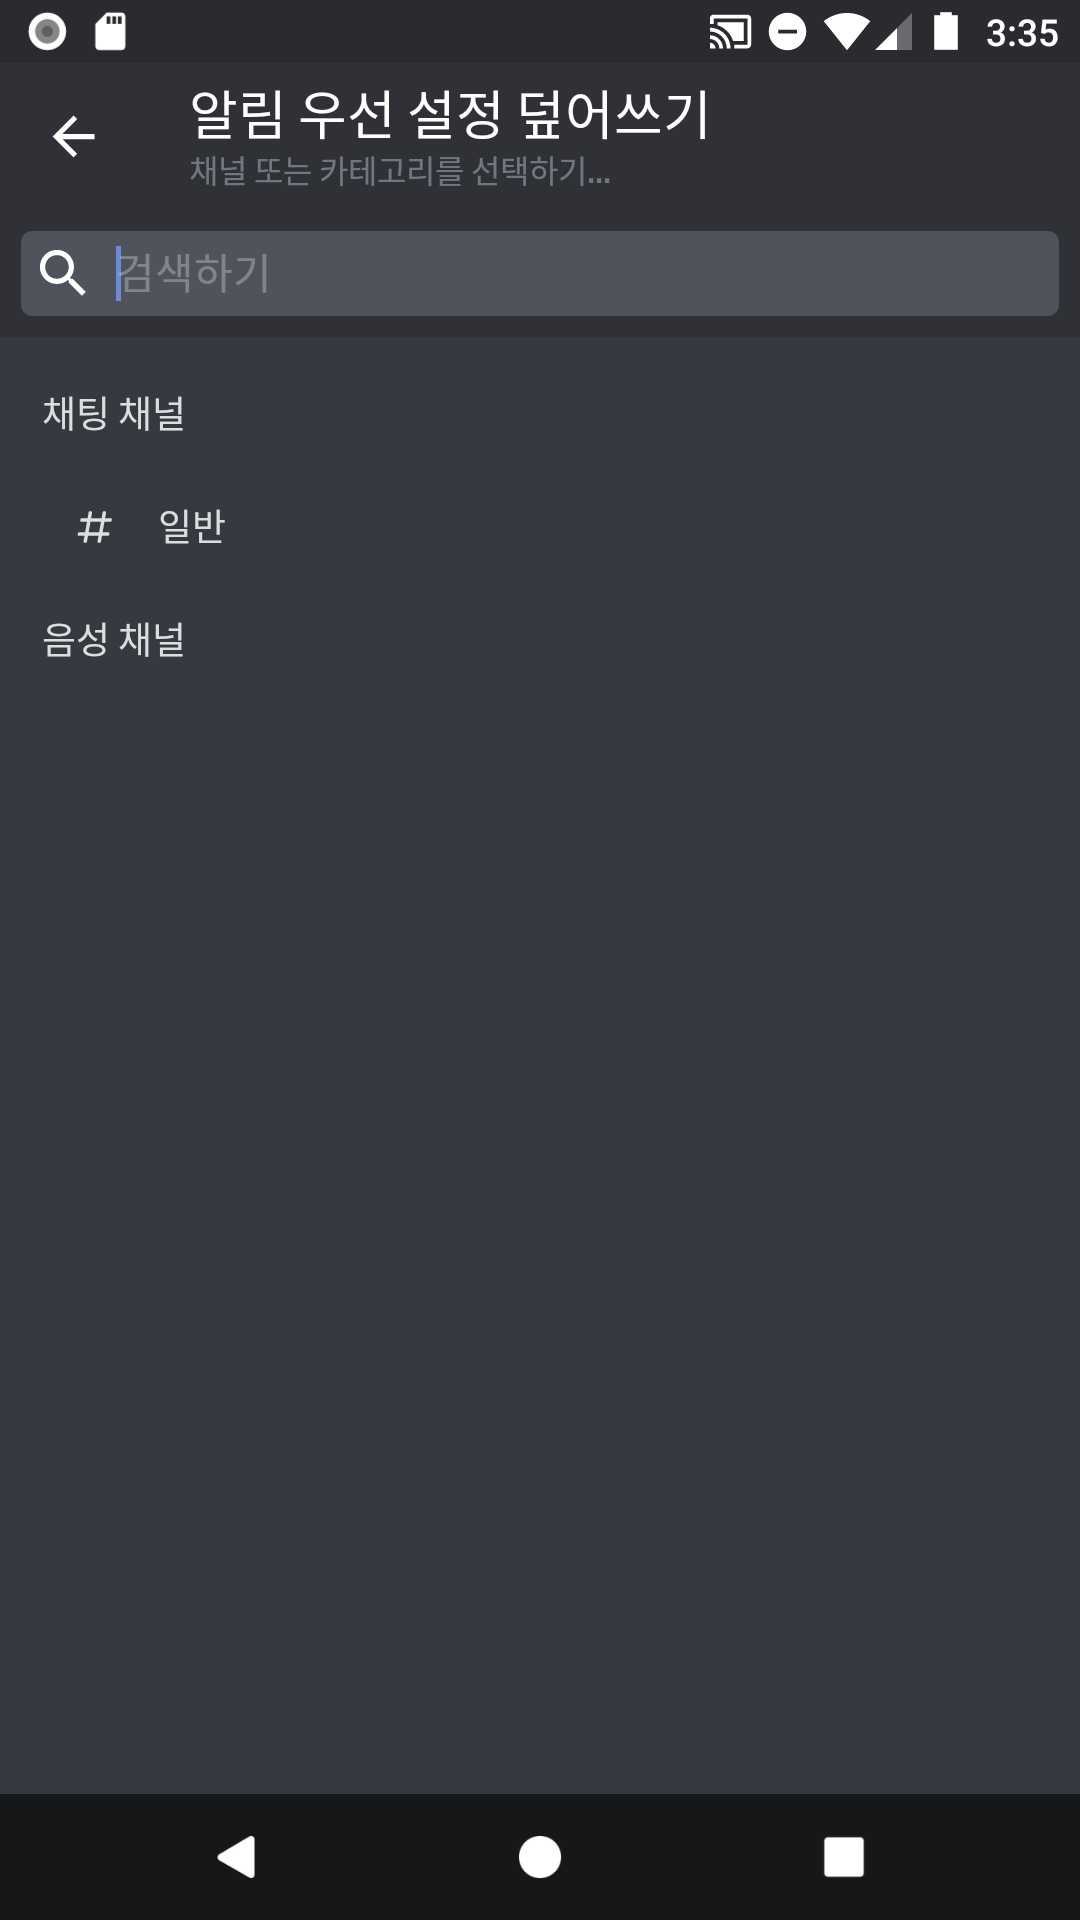 3:35
알림 우선 설정 덮어쓰기
채널 또는 카테고리를 선택하기...
검색하기
채팅 채널
# 일반
음성 채널